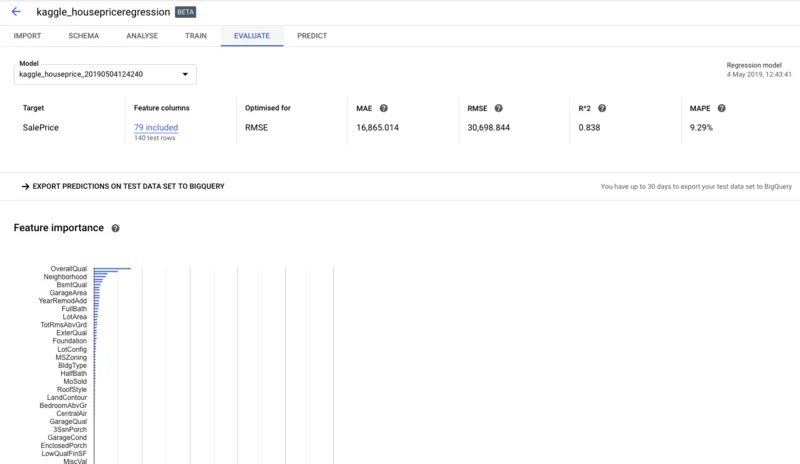 kaggle_housepriceregression BETA
IMPORT SCHEMA ANALYSE TRAIN EVALUATE PREDICT
Model
kaggle_houseprice_20190504124240
Regression model
4 May 2019, 12:43:41
Target Feature columns Optimised for MAE RMSE R^2 MAPE
SalePrice 79 included RMSE 16,865.014 30,698.844 0.838 9.29%
140 test rows
EXPORT PREDICTIONS ON TEST DATA SET TO BIGQUERY
You have up to 30 days to export your test data set to BigQuery
Feature importance
OverallQual
Neighborhood
BsmtQual
GarageArea
YearRemodAdd
FullBath
LotArea
TotRmsAbvGrd
ExterQual
Foundation
LotConfig
MSZoning
BldgType
HalfBath
MoSold
RoofStyle
LandContour
BedroomAbvGr
CentralAir
GarageQual
3SsnPorch
GarageCond
EnclosedPorch
LowQualFinSF
MiscVal